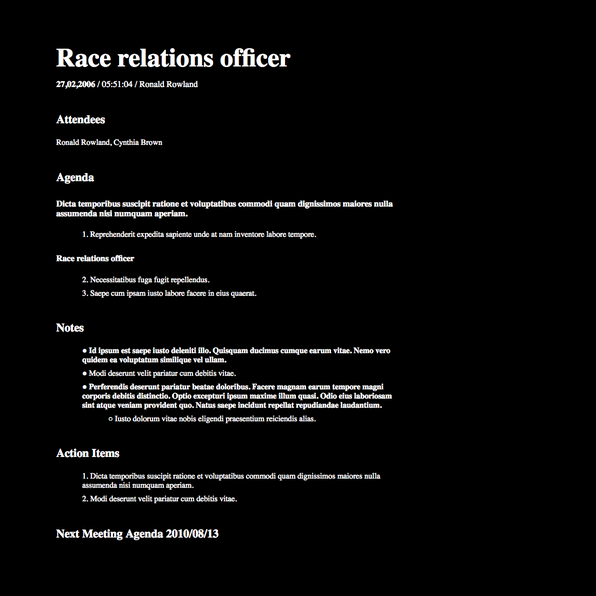 Race relations officer
27,02,2006 / 05:51:04 / Ronald Rowland
Attendees
Ronald Rowland, Cynthia Brown
Agenda
Dicta temporibus suscipit ratione et voluptatibus commodi quam dignissimos maiores nulla
assumenda nisi numquam aperiam.
1. Reprehenderit expedita sapiente unde at nam inventore labore tempore.
Race relations officer
2. Necessitatibus fuga fugit repellendus.
3. Saepe cum ipsam iusto labore facere in eius quaerat.
Notes
● Id ipsum est saepe iusto deleniti illo. Quisquam ducimus cumque earum vitae. Nemo vero
quidem ea voluptatum similique vel ullam.
● Modi deserunt velit pariatur cum debitis vitae.
● Perferendis deserunt pariatur beatae doloribus. Facere magnam earum tempore magni
corporis debitis distinctio. Optio excepturi ipsum maxime illum quasi. Odio eius laboriosam
sint atque veniam provident quo. Natus saepe incidunt repellat repudiandae laudantium.
○ Iusto dolorum vitae nobis eligendi praesentium reiciendis alias.
Action Items
1. Dicta temporibus suscipit ratione et voluptatibus commodi quam dignissimos maiores nulla
assumenda nisi numquam aperiam.
2. Modi deserunt velit pariatur cum debitis vitae.
Next Meeting Agenda 2010/08/13